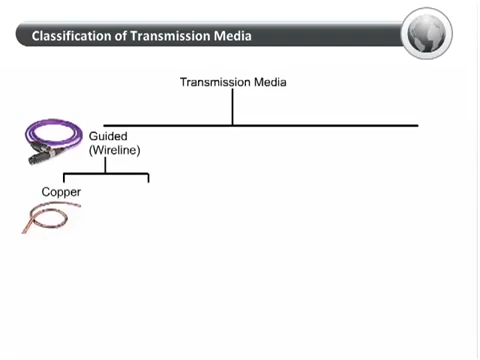 Classification of Transmission Media
Transmission Media
Guided
(Wireline)
Copper